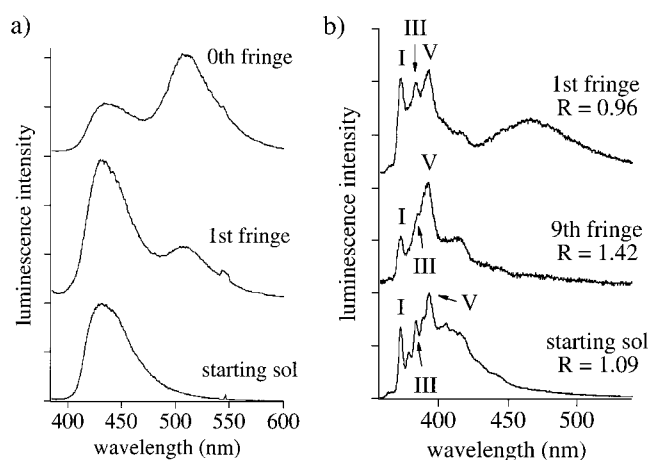 a)
0th fringe
1st fringe
starting sol
luminescence intensity
400 450 500 550 600
wavelength (nm)
b)
III
I V
1st fringe
R = 0.96
V
I
9th fringe
R = 1.42
III
I V
starting sol
R = 1.09
III
luminescence intensity
400 450 500
wavelength (nm)